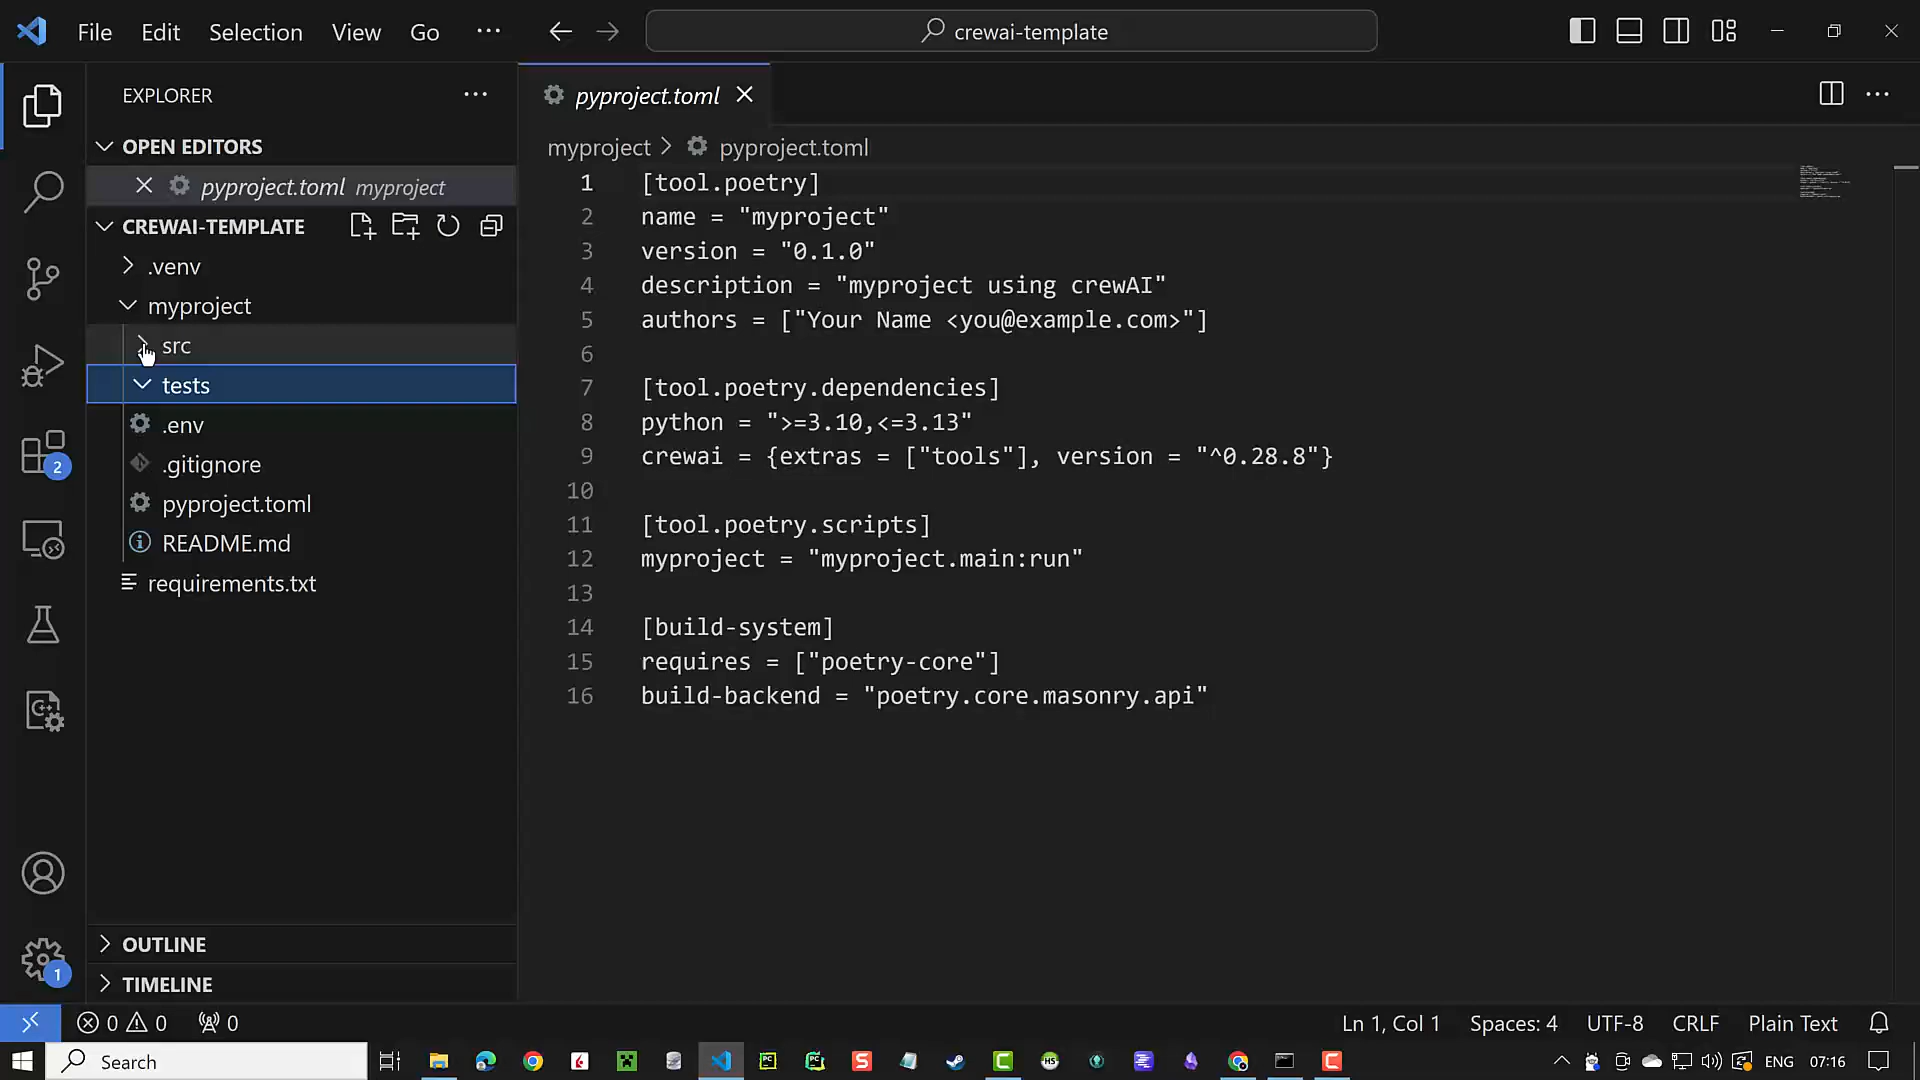 File Edit Selection View Go ··· crewai-template
EXPLORER
OPEN EDITORS
pyproject.toml myproject
CREWAI-TEMPLATE
.venv
myproject
src
tests
.env
.gitignore
pyproject.toml
README.md
requirements.txt
OUTLINE
TIMELINE
2
1
pyproject.toml
myproject > pyproject.toml
1 [tool.poetry]
2 name = "myproject"
3 version = "0.1.0"
4 description = "myproject using crewAI"
5 authors = ["Your Name <you@example.com>"]
6
7 [tool.poetry.dependencies]
8 python = ">=3.10,<=3.13"
9 crewai = {extras = ["tools"], version = "^0.28.8"}
10
11 [tool.poetry.scripts]
12 myproject = "myproject.main:run"
13
14 [build-system]
15 requires = ["poetry-core"]
16 build-backend = "poetry.core.masonry.api"
0 0 0 Ln 1, Col 1 Spaces: 4 UTF-8 CRLF Plain Text
Search ENG 07:16